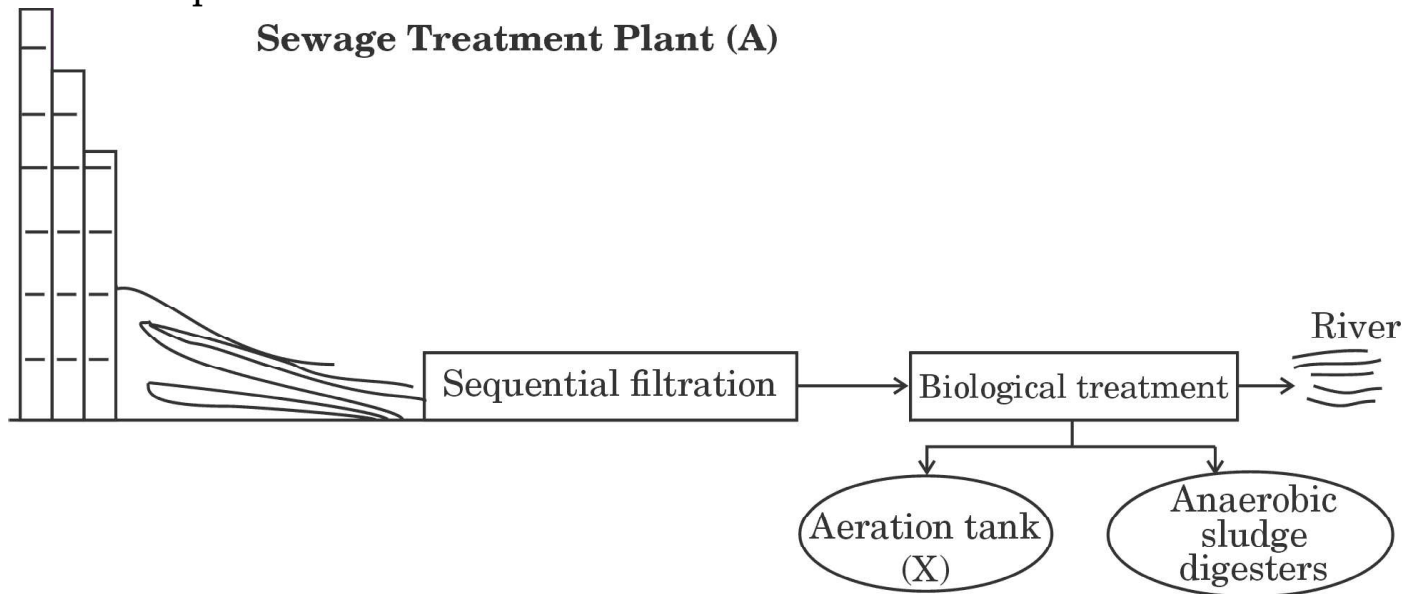 Sewage Treatment Plant (A)
River
Sequential filtration
Biological treatment
Aeration tank
(X)
Anaerobic
sludge
digesters